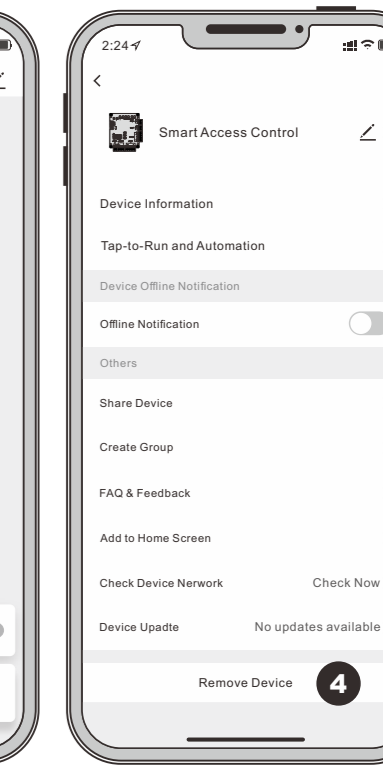 2:24
Smart Access Control
Device Information
Tap-to-Run and Automation
Device Offline Notification
Offline Notification
Others
Share Device
Create Group
FAQ & Feedback
Add to Home Screen
Check Device Nerwork Check Now
Device Upadte No updates available
Remove Device 4